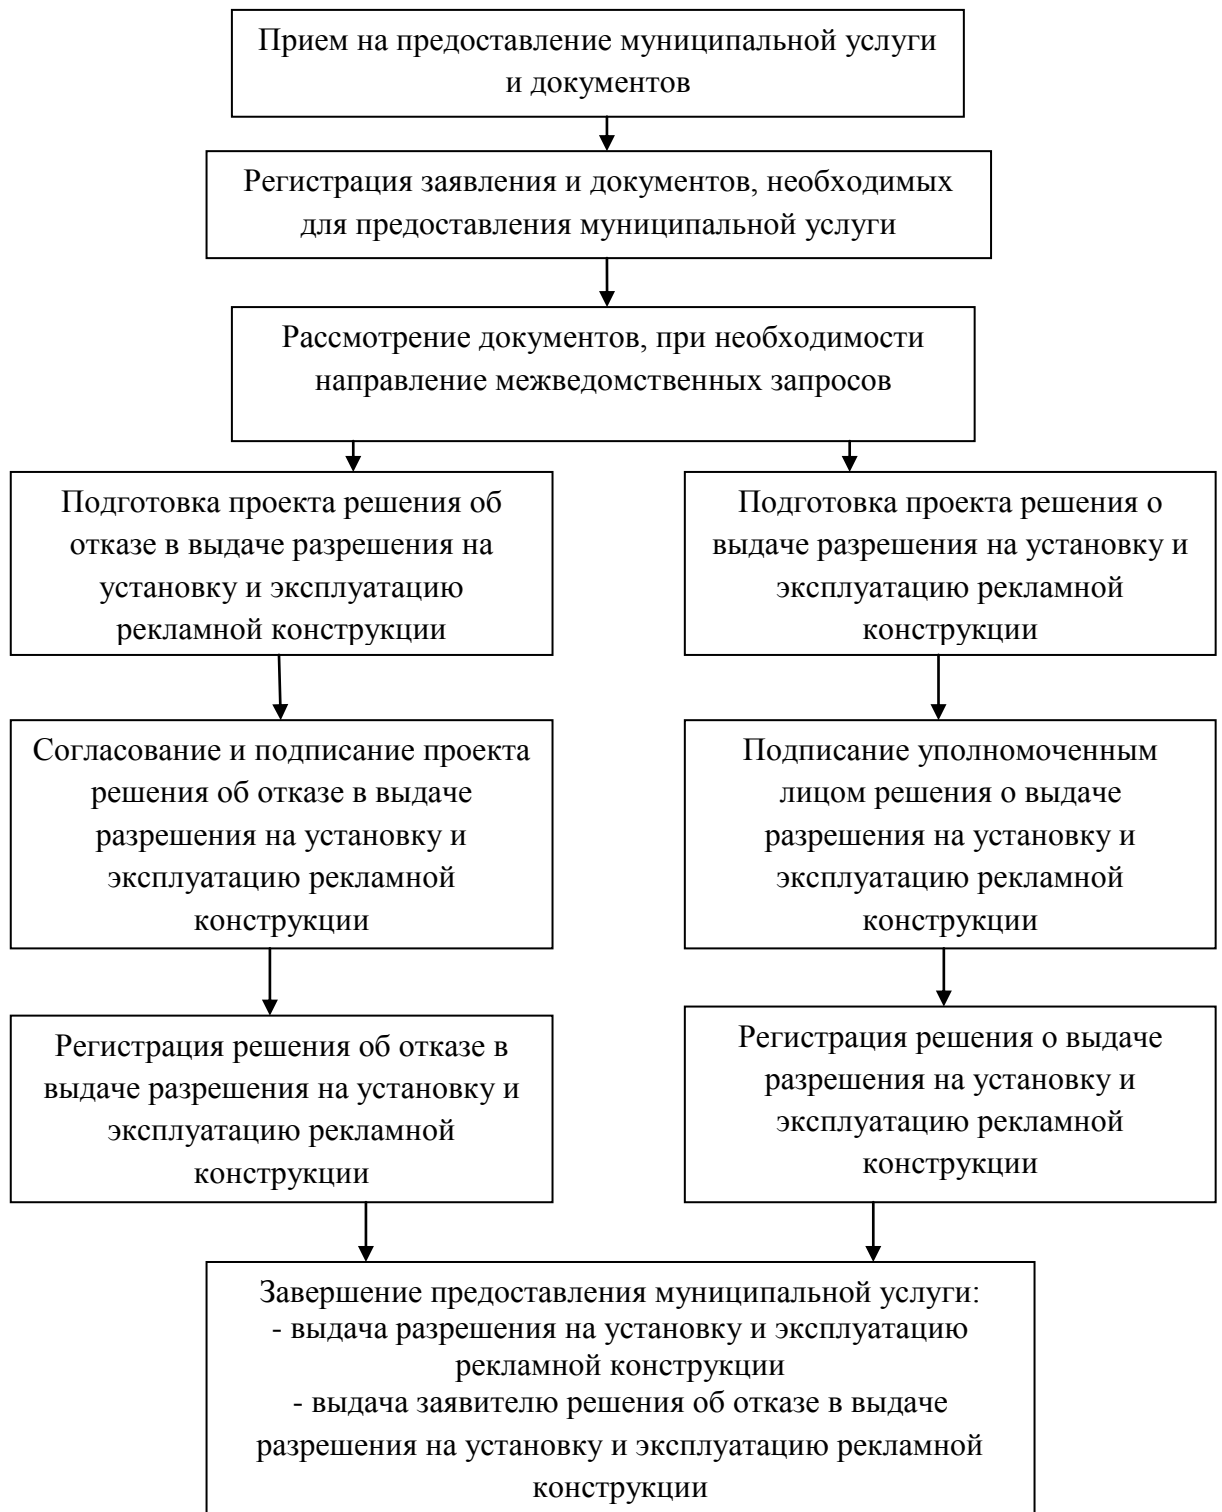 Прием на предоставление муниципальной услуги
и документов
Регистрация заявления и документов, необходимых
для предоставления муниципальной услуги
Рассмотрение документов, при необходимости
направление межведомственных запросов
Подготовка проекта решения об
отказе в выдаче разрешения на
установку и эксплуатацию
рекламной конструкции
Подготовка проекта решения о
выдаче разрешения на установку и
эксплуатацию рекламной
конструкции
Согласование и подписание проекта
решения об отказе в выдаче
разрешения на установку и
эксплуатацию рекламной
конструкции
Подписание уполномоченным
лицом решения о выдаче
разрешения на установку и
эксплуатацию рекламной
конструкции
Регистрация решения об отказе в
выдаче разрешения на установку и
эксплуатацию рекламной
конструкции
Регистрация решения о выдаче
разрешения на установку и
эксплуатацию рекламной
конструкции
Завершение предоставления муниципальной услуги:
- выдача разрешения на установку и эксплуатацию
рекламной конструкции
- выдача заявителю решения об отказе в выдаче
разрешения на установку и эксплуатацию рекламной
конструкции